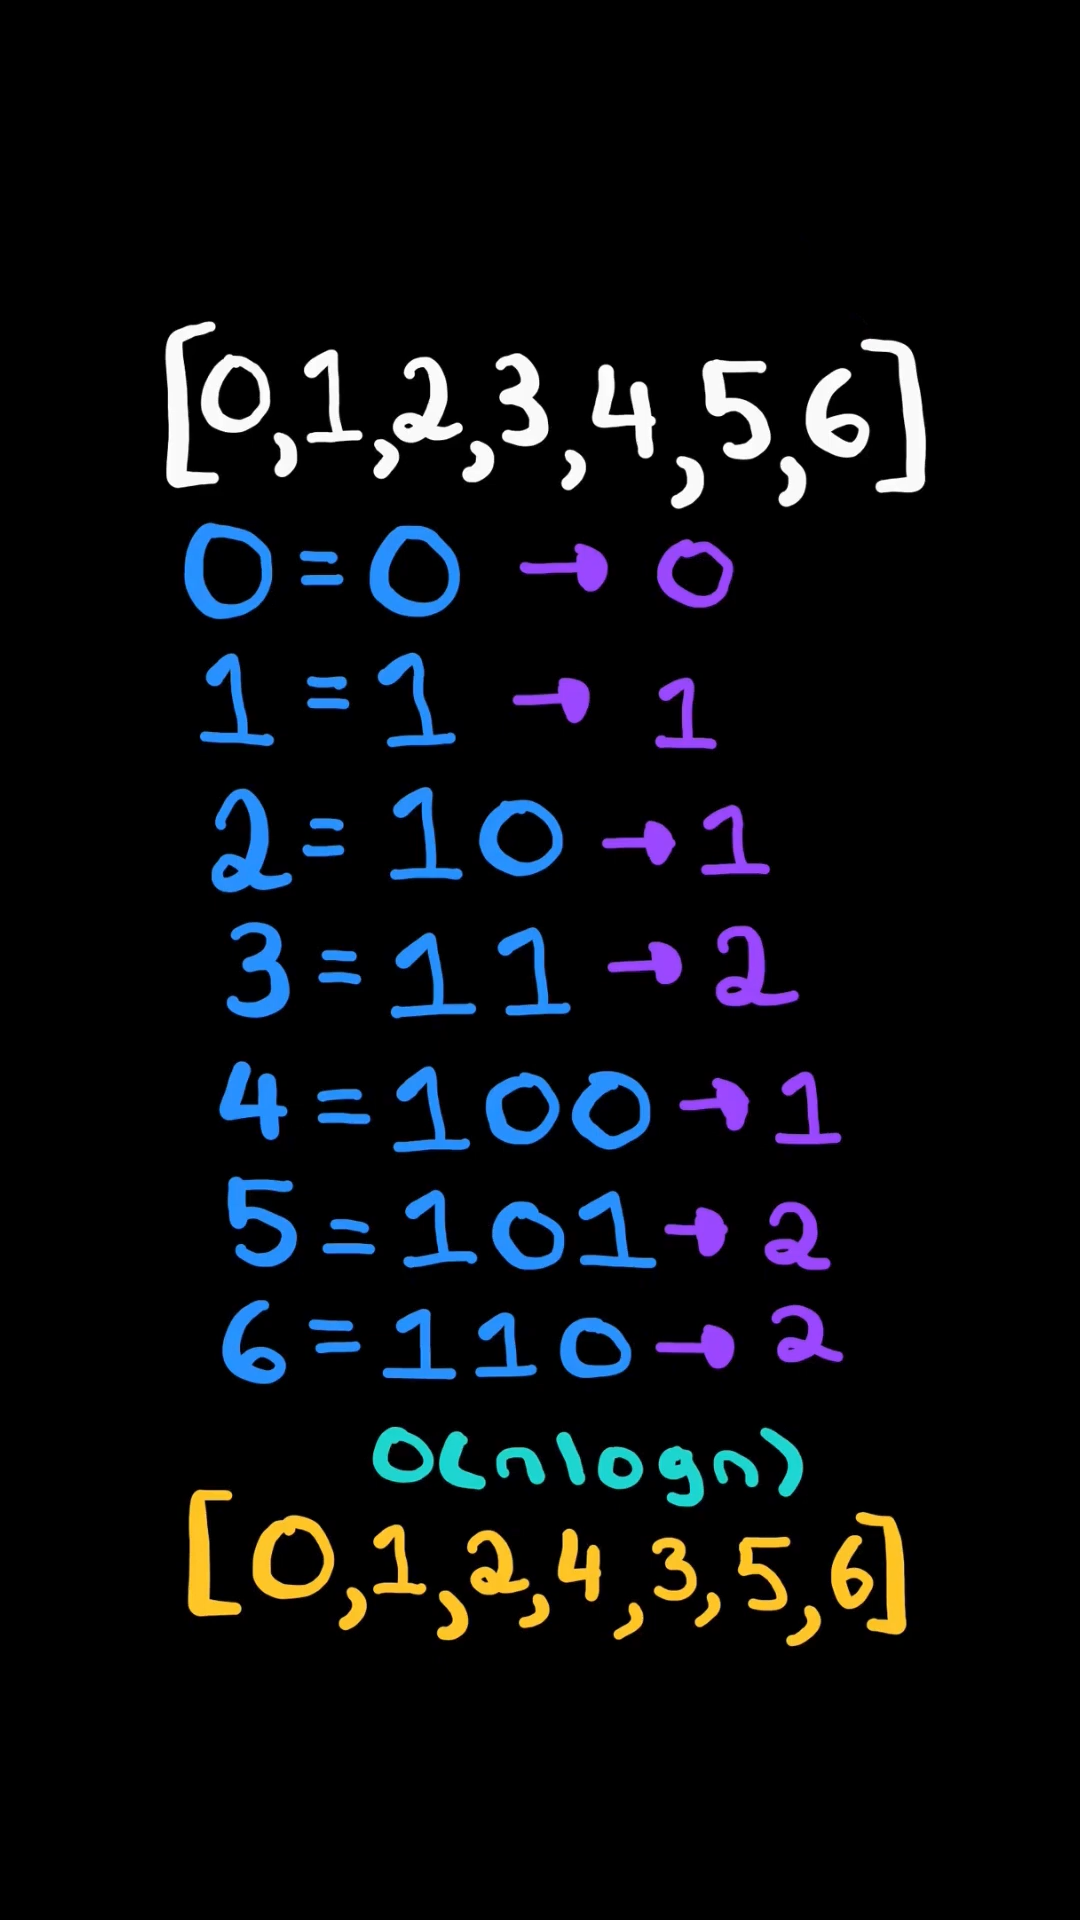 [0,1,2,3,4,5,6]
0=0 → 0
1=1 → 1
2=10 → 1
3=11 → 2
4=100 → 1
5=101 → 2
6=110 → 2
O(nlogn)
[0,1,2,4,3,5,6]